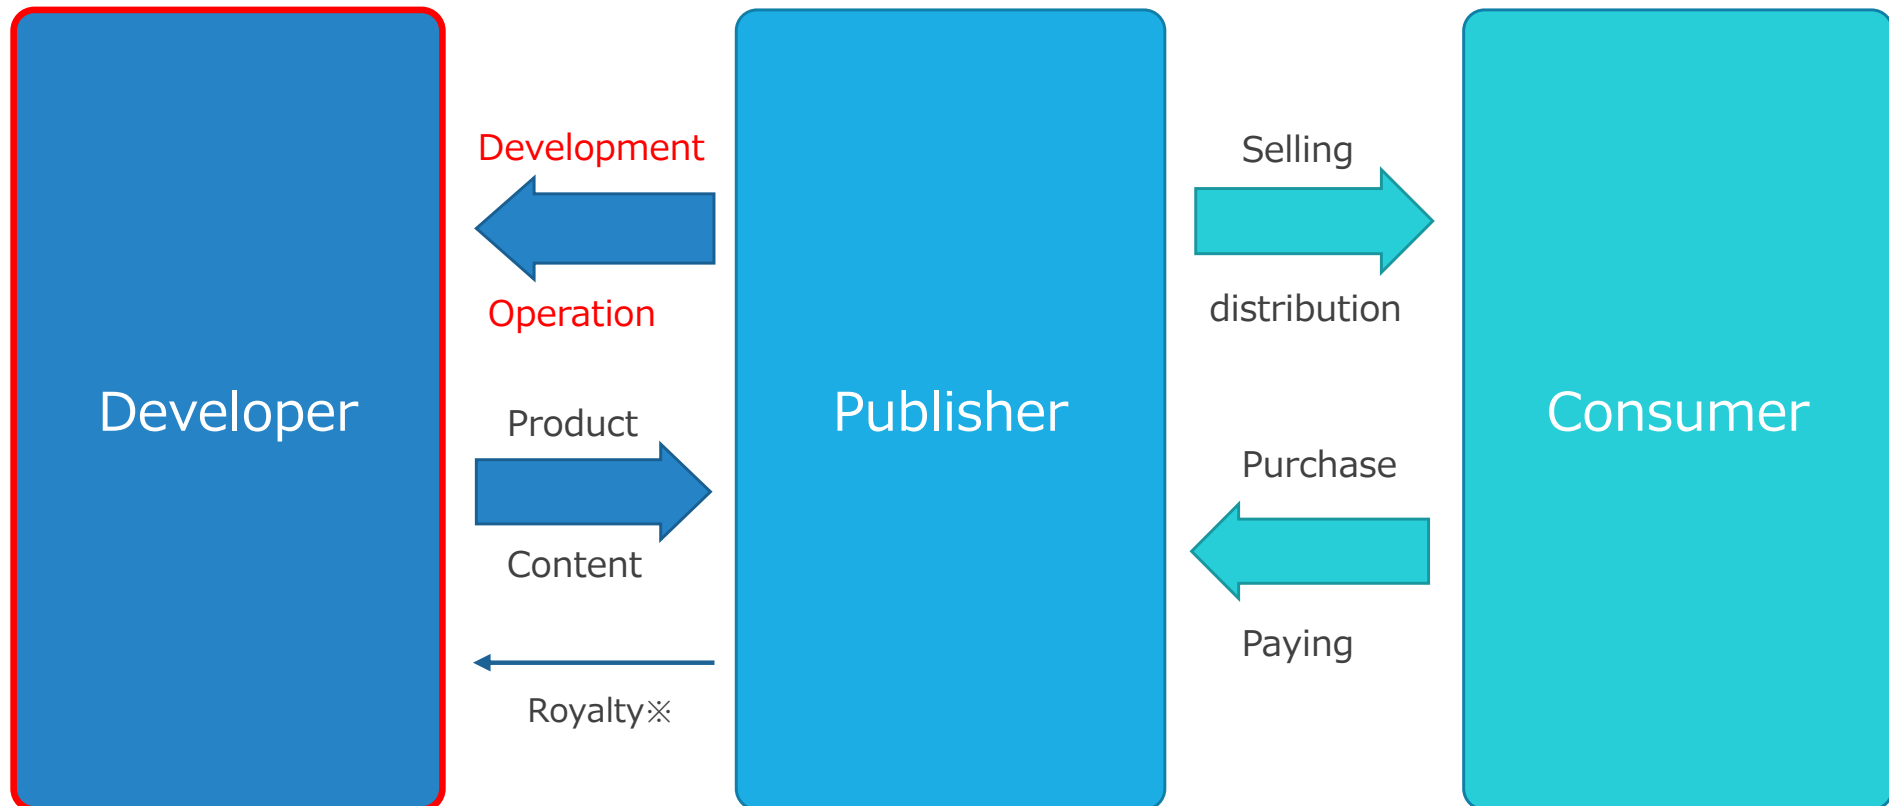 Developer
Development
Operation
Product
Content
Royalty※
Publisher
Selling
distribution
Purchase
Paying
Consumer